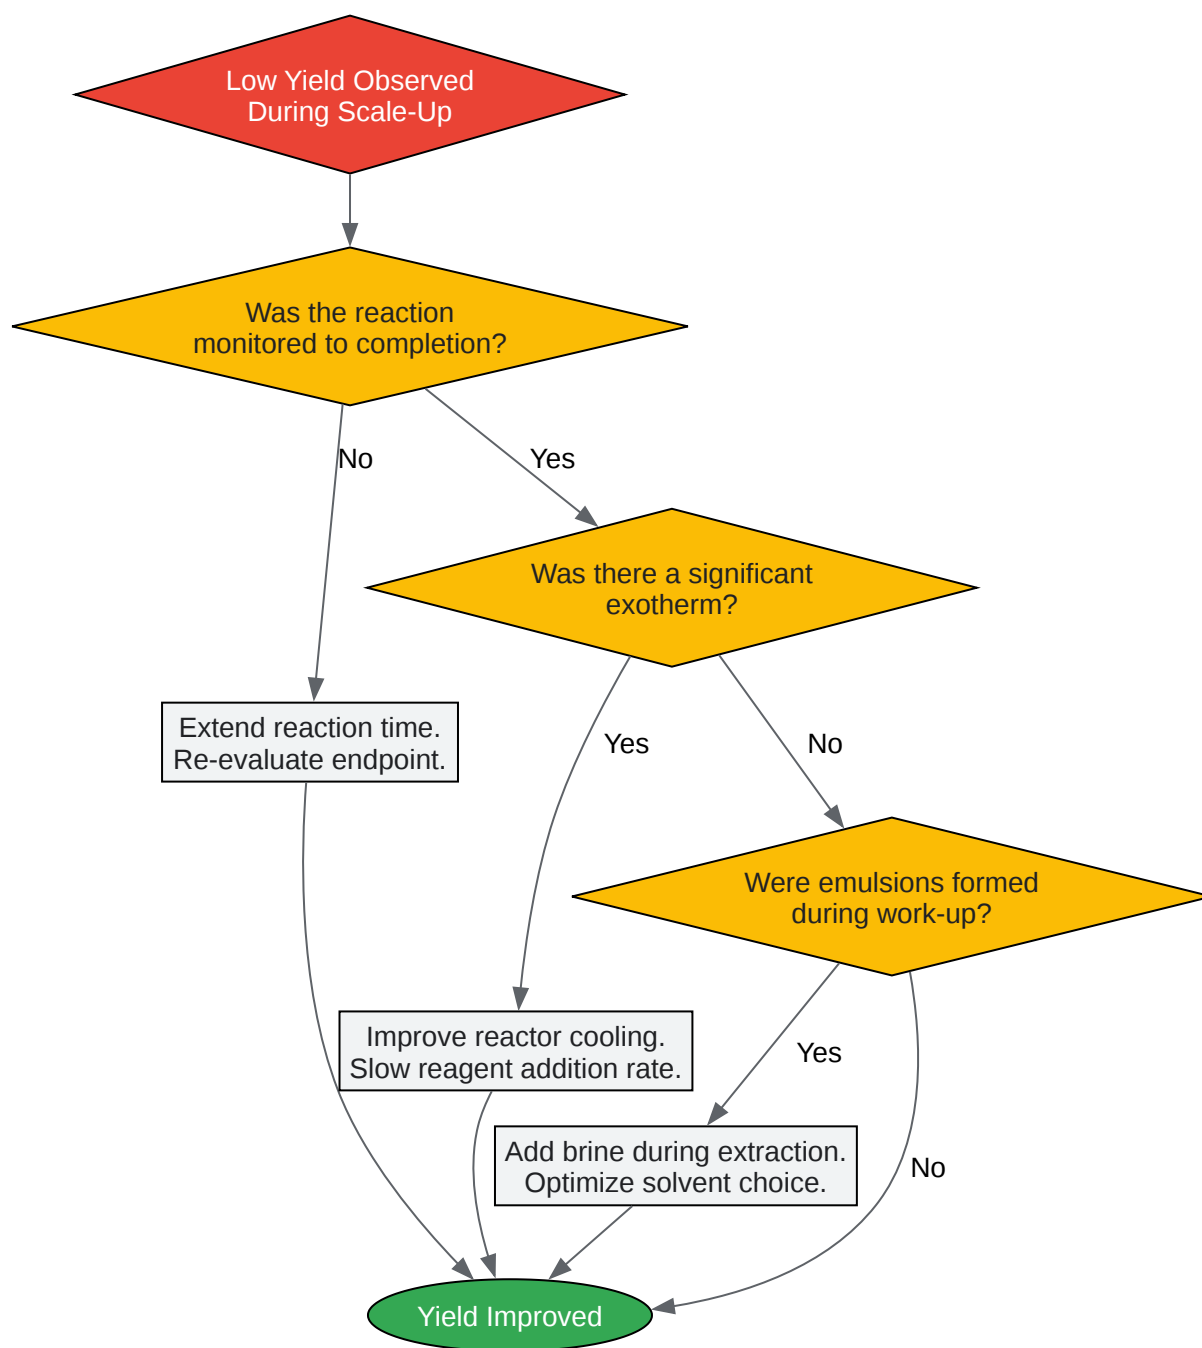 Low Yield Observed
During Scale-Up
Was the reaction
monitored to completion?
No
Yes
Was there a significant
exotherm?
Extend reaction time.
Re-evaluate endpoint.
Yes
No
Were emulsions formed
during work-up?
Improve reactor cooling.
Slow reagent addition rate.
Yes
Add brine during extraction.
Optimize solvent choice.
No
Yield Improved